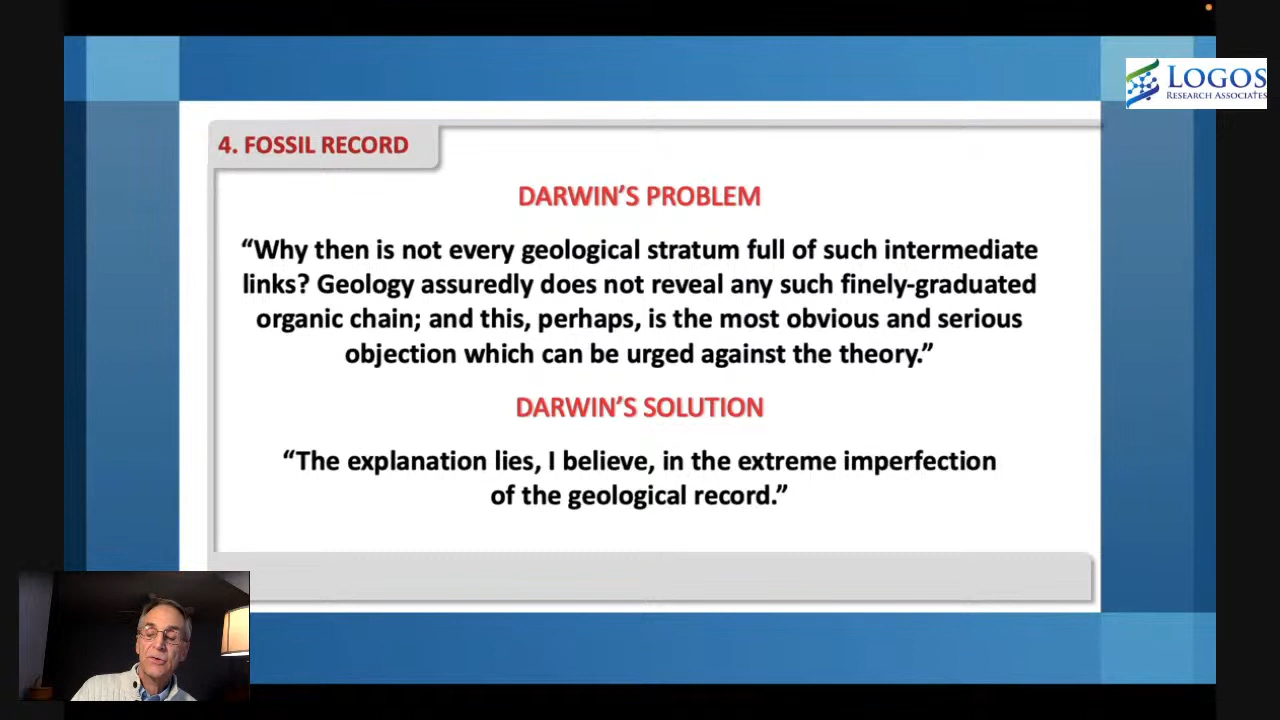 LOGOS
RESEARCH ASSOCIATES
4. FOSSIL RECORD
DARWIN’S PROBLEM
“Why then is not every geological stratum full of such intermediate
links? Geology assuredly does not reveal any such finely-graduated
organic chain; and this, perhaps, is the most obvious and serious
objection which can be urged against the theory.”
DARWIN’S SOLUTION
“The explanation lies, I believe, in the extreme imperfection
of the geological record.”